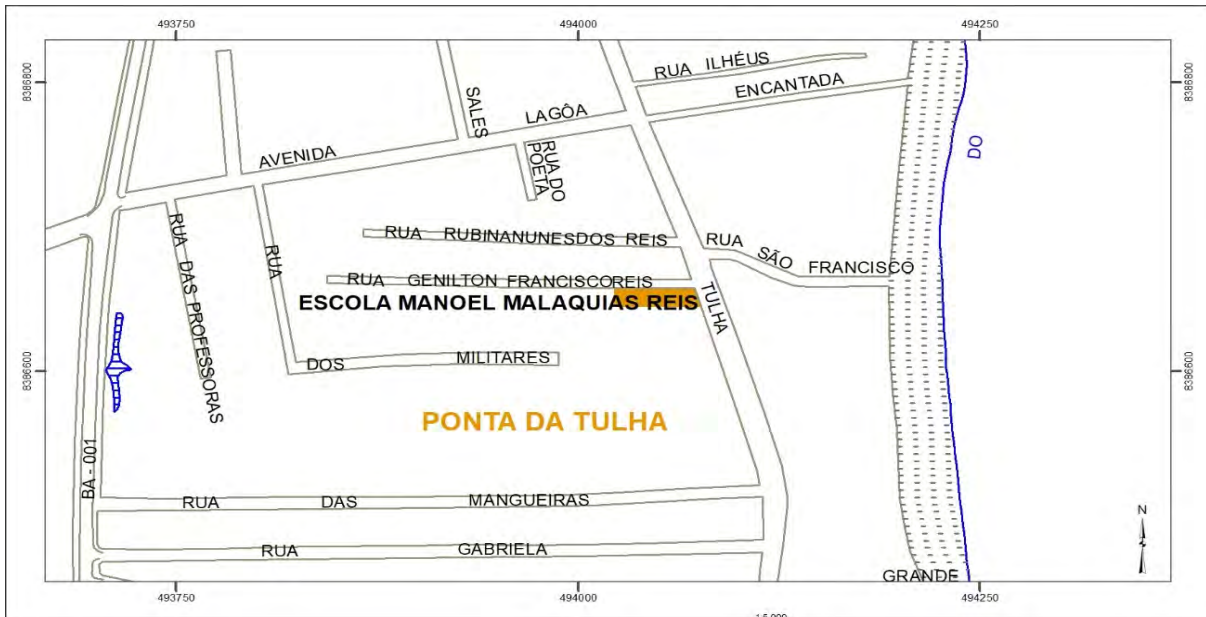 493750
494000
494250
8386800
8386800
RUA ILHÉUS
ENCANTADA
SALES
LAGÔA
AVENIDA
RUA DO
POETA
DO
RUA DAS PROFESSORAS
RUA
RUA RUBINANUNESDOS REIS
RUA
SÃO FRANCISCO
RUA GENILTON FRANCISCOREIS
ESCOLA MANOEL MALAQUIAS REIS
TULHA
DOS MILITARES
8386600
8386600
PONTA DA TULHA
BA - 001
RUA DAS MANGUEIRAS
RUA GABRIELA
N
GRANDE
493750
494000
494250